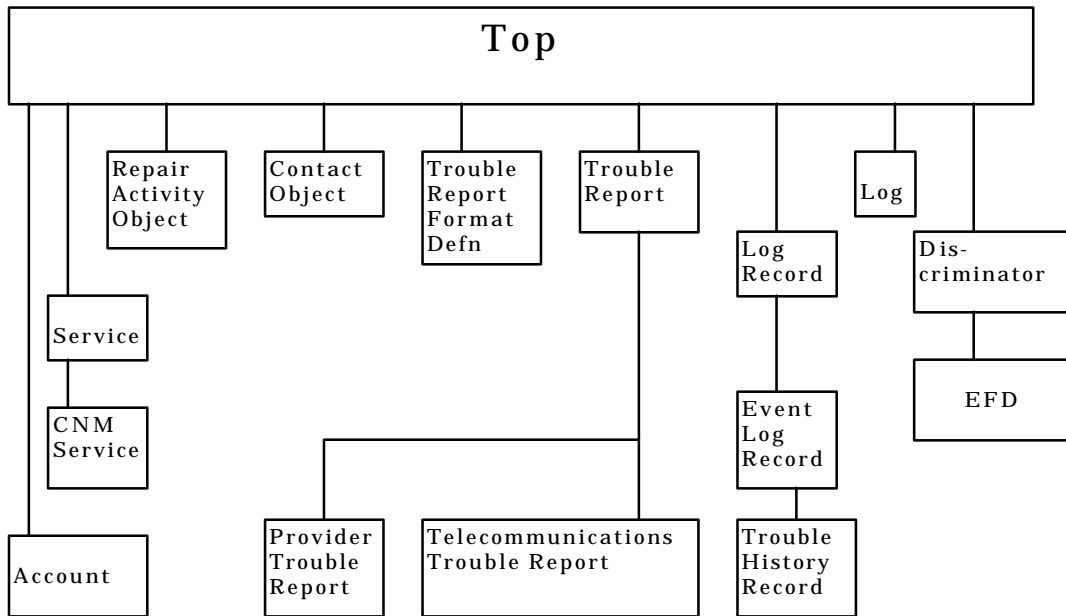 Top
Repair
Activity
Object
Contact
Object
Trouble
Report
Format
Defn
Trouble
Report
Log
Log
Record
Dis-
criminator
Service
CNM
Service
Event
Log
Record
EFD
Account
Provider
Trouble
Report
Telecommunications
Trouble Report
Trouble
History
Record